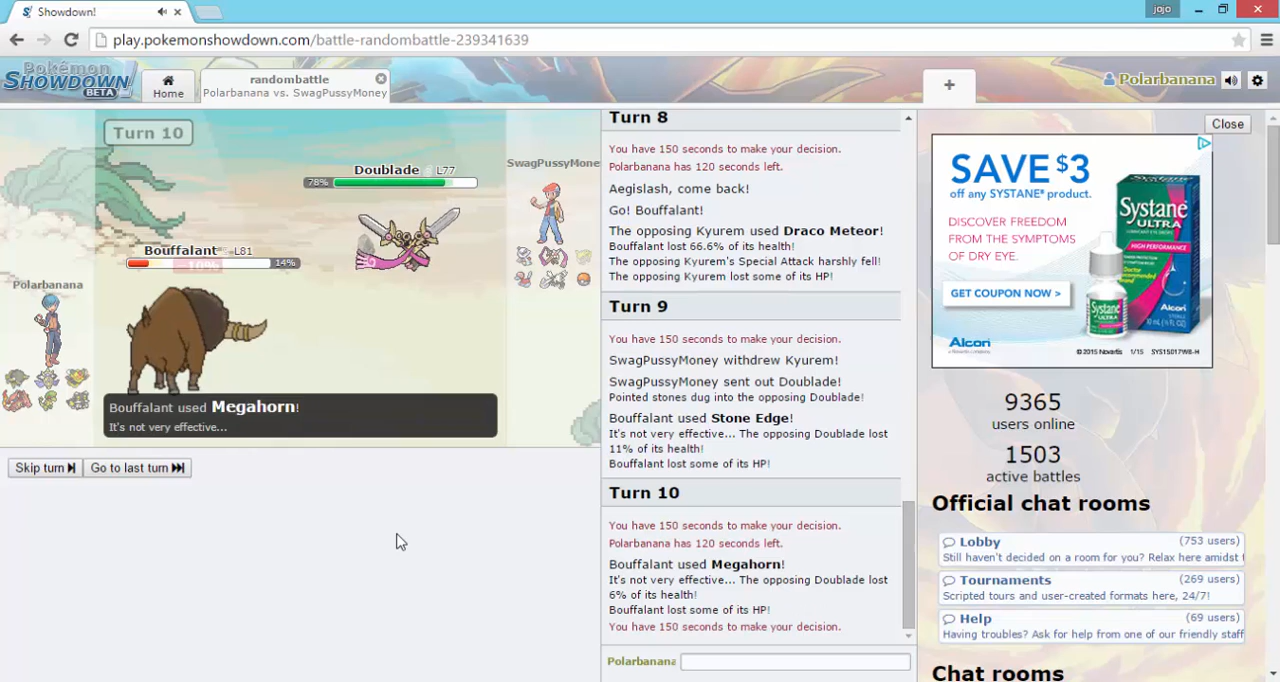 Showdown!
jojo
play.pokemonshowdown.com/battle-randombattle-239341639
Pokémon
SHOWDOWN
BETA
Home
randombattle
Polarbanana vs. SwagPussyMoney
+
Polarbanana
Turn 10
Doublade L77
78%
SwagPussyMone
Bouffalant L81
14%
10%
Polarbanana
Bouffalant used Megahorn!
It's not very effective...
Skip turn
Go to last turn
Turn 8
You have 150 seconds to make your decision.
Polarbanana has 120 seconds left.
Aegislash, come back!
Go! Bouffalant!
The opposing Kyurem used Draco Meteor!
Bouffalant lost 66.6% of its health!
The opposing Kyurem's Special Attack harshly fell!
The opposing Kyurem lost some of its HP!
Turn 9
You have 150 seconds to make your decision.
SwagPussyMoney withdrew Kyurem!
SwagPussyMoney sent out Doublade!
Pointed stones dug into the opposing Doublade!
Bouffalant used Stone Edge!
It's not very effective... The opposing Doublade lost
11% of its health!
Bouffalant lost some of its HP!
Turn 10
You have 150 seconds to make your decision.
Polarbanana has 120 seconds left.
Bouffalant used Megahorn!
It's not very effective... The opposing Doublade lost
6% of its health!
Bouffalant lost some of its HP!
You have 150 seconds to make your decision.
Polarbanana
Close
SAVE $3
off any SYSTANE® product.
DISCOVER FREEDOM
FROM THE SYMPTOMS
OF DRY EYE.
GET COUPON NOW >
Alcon
Systane
ULTRA
HIGH PERFORMANCE
Systane
ULTRA
Alcon
©2015 Novartis 1/15 SYS15017W8-H
9365
users online
1503
active battles
Official chat rooms
Lobby (753 users)
Still haven't decided on a room for you? Relax here amidst t
Tournaments (269 users)
Scripted tours and user-created formats here, 24/7!
Help (69 users)
Having troubles? Ask for help from one of our friendly staff
Chat rooms